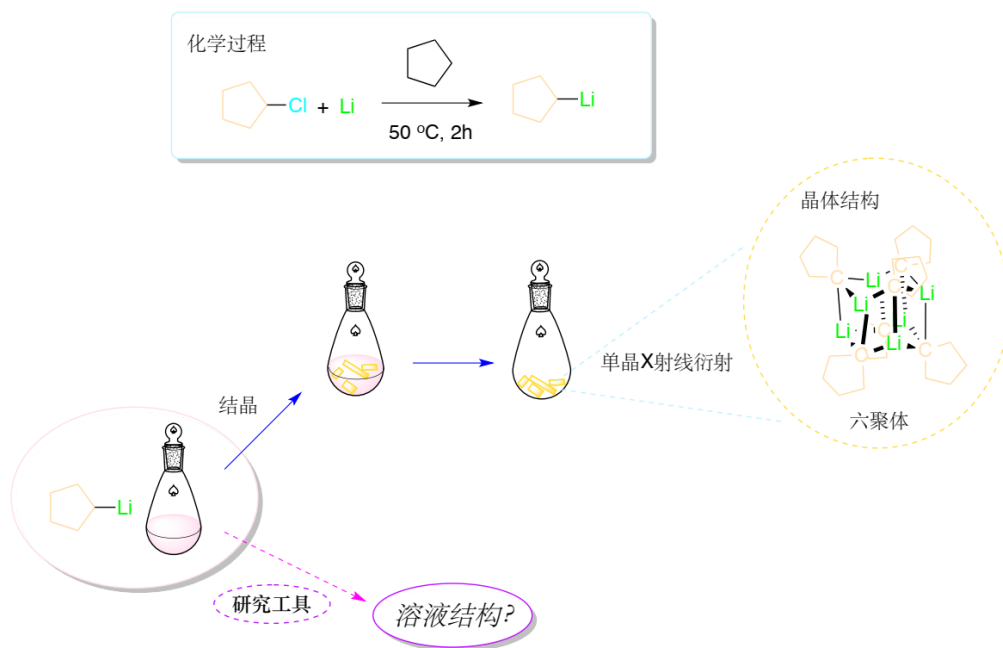 化学过程
Cl + Li
50 ºC, 2h
Li
晶体结构
C Li C
Li C Li
Li C Li
C Li C
六聚体
单晶X射线衍射
结晶
Li
研究工具
溶液结构?